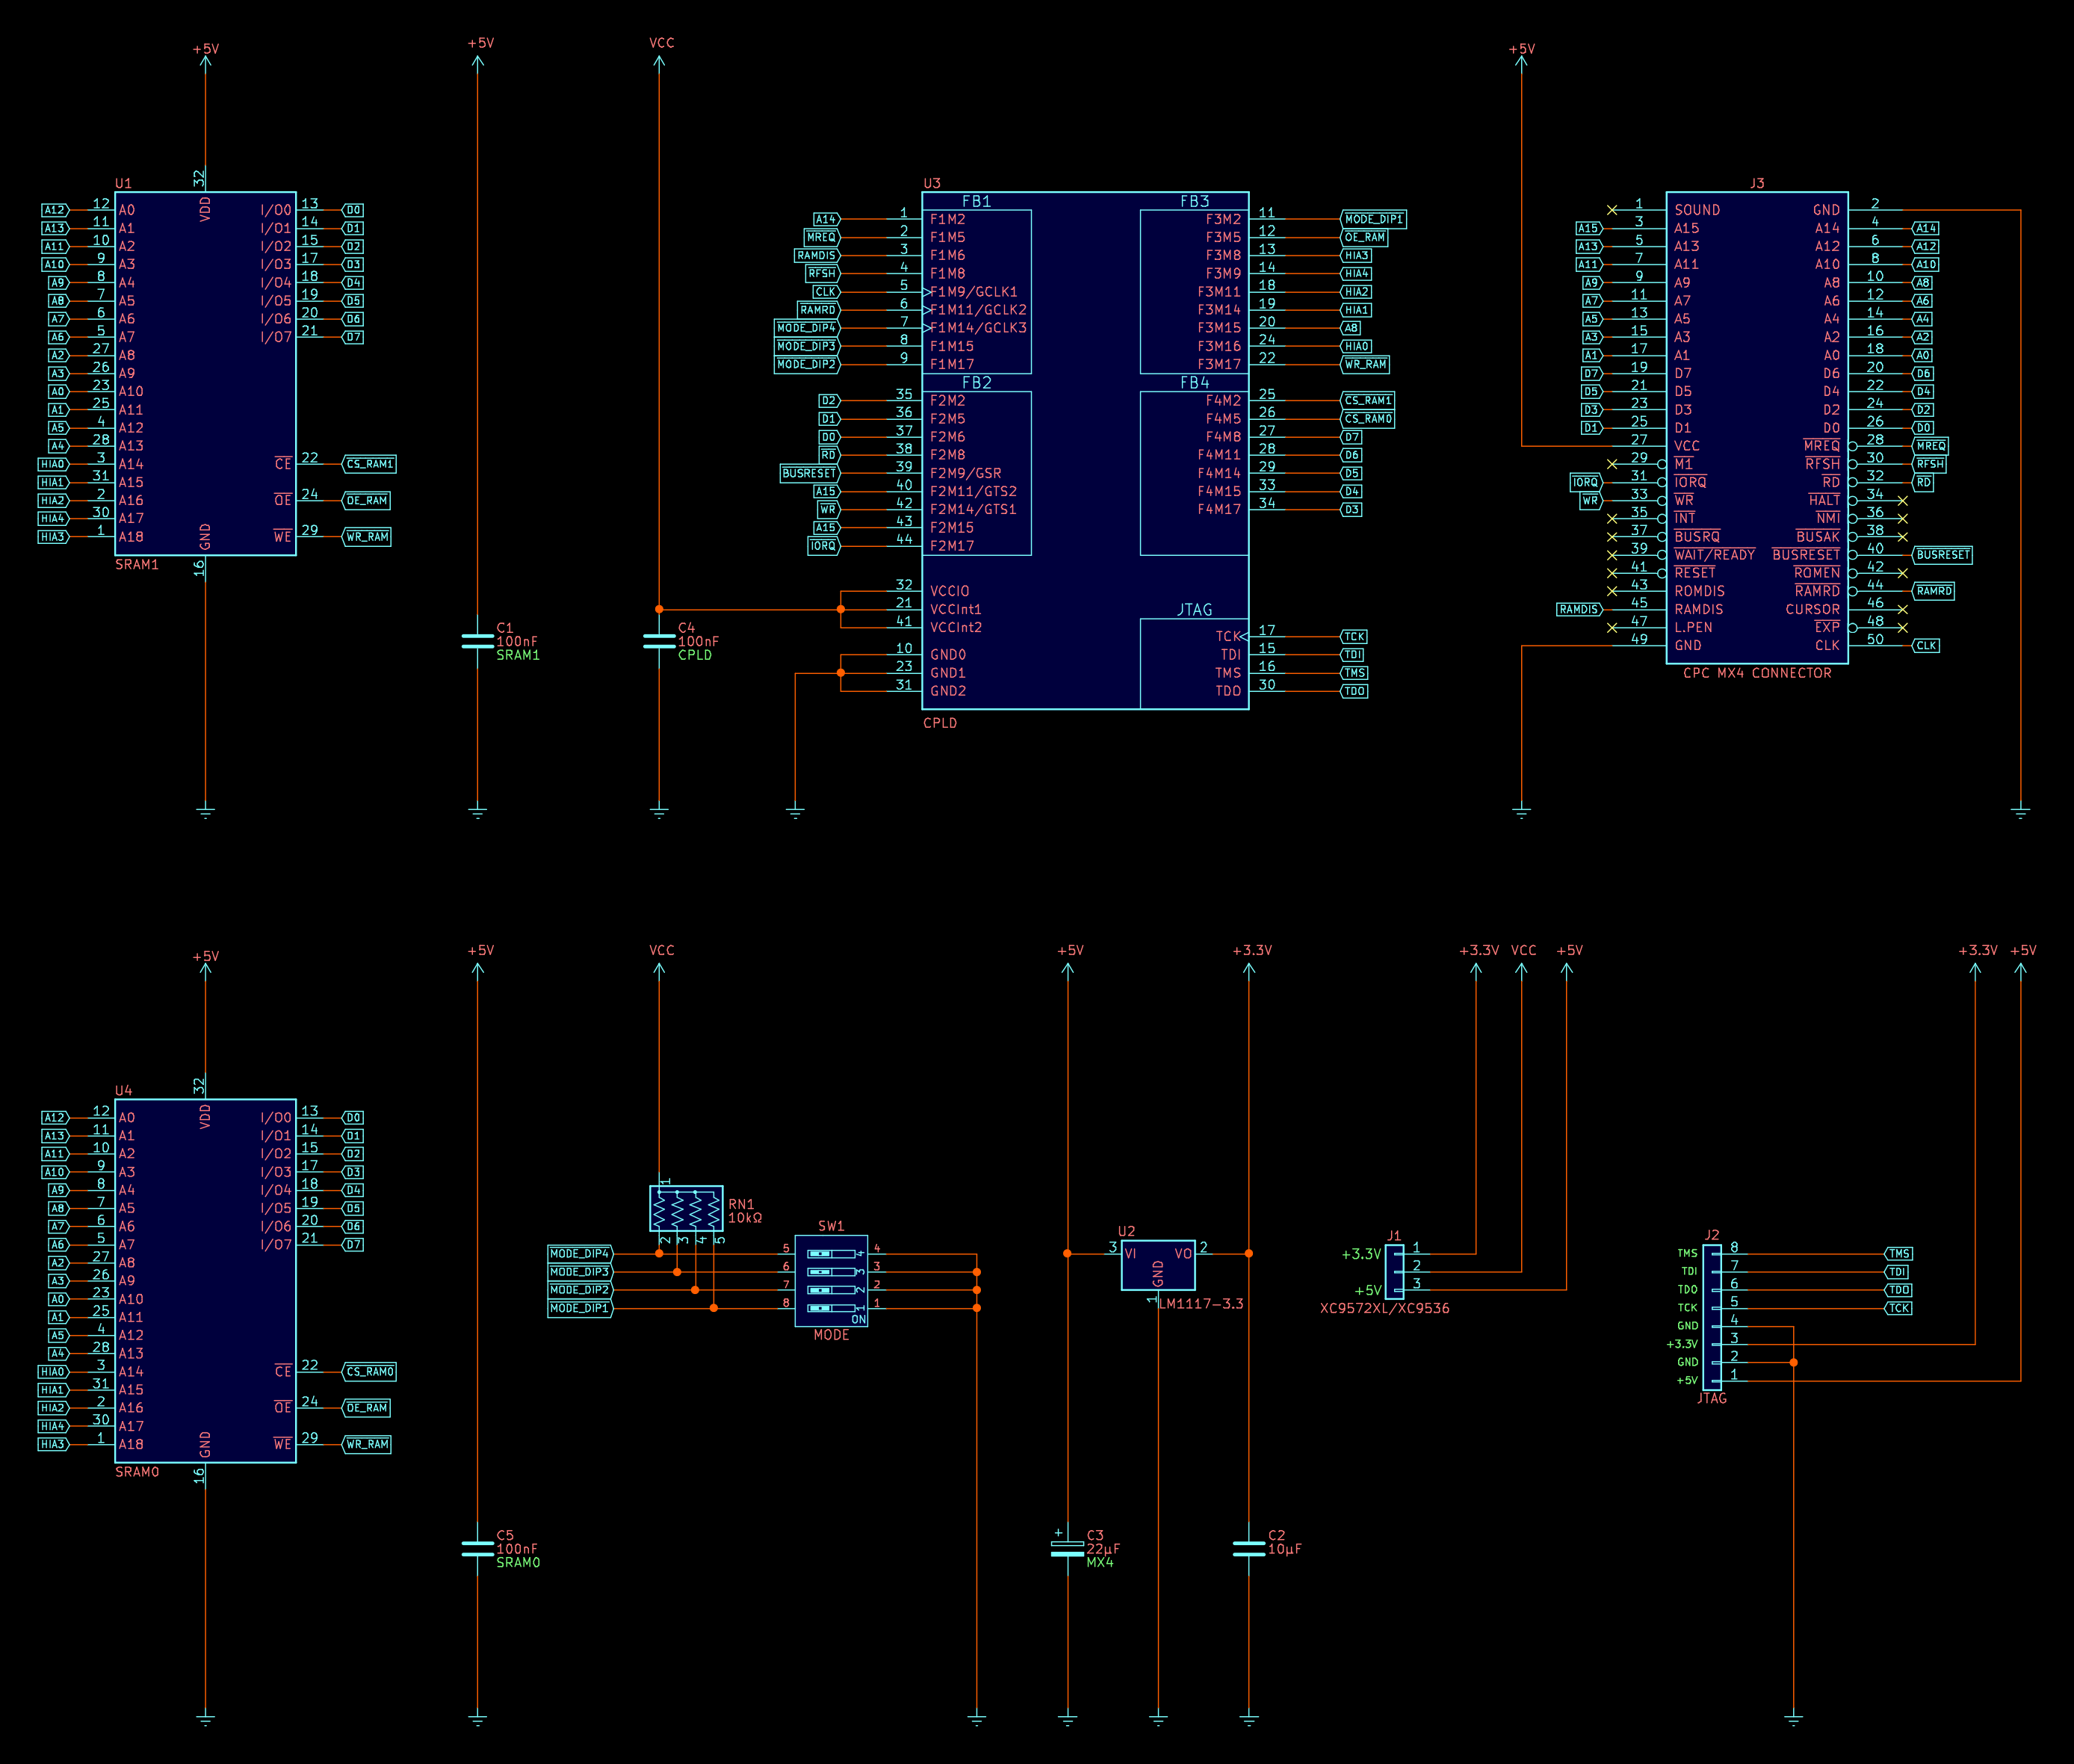 +5V
+5V
VCC
+5V
U1
32
VDD
A12 12 A0 I/O0 13 D0
A13 11 A1 I/O1 14 D1
A11 10 A2 I/O2 15 D2
A10 9 A3 I/O3 17 D3
A9 8 A4 I/O4 18 D4
A8 7 A5 I/O5 19 D5
A7 6 A6 I/O6 20 D6
A6 5 A7 I/O7 21 D7
A2 27 A8
A3 26 A9
A0 23 A10
A1 25 A11
A5 4 A12
A4 28 A13
HIA0 3 A14 CE 22 CS_RAM1
HIA1 31 A15
HIA2 2 A16 OE 24 OE_RAM
HIA4 30 A17
HIA3 1 A18 WE 29 WR_RAM
GND
16
SRAM1
C1
100nF
SRAM1
C4
100nF
CPLD
U3
FB1 FB3
A14 1 F1M2 F3M2 11 MODE_DIP1
MREQ 2 F1M5 F3M5 12 OE_RAM
RAMDIS 3 F1M6 F3M8 13 HIA3
RFSH 4 F1M8 F3M9 14 HIA4
CLK 5 F1M9/GCLK1 F3M11 18 HIA2
RAMRD 6 F1M11/GCLK2 F3M14 19 HIA1
MODE_DIP4 7 F1M14/GCLK3 F3M15 20 A8
MODE_DIP3 8 F1M15 F3M16 24 HIA0
MODE_DIP2 9 F1M17 F3M17 22 WR_RAM
FB2 FB4
D2 35 F2M2 F4M2 25 CS_RAM1
D1 36 F2M5 F4M5 26 CS_RAM0
D0 37 F2M6 F4M8 27 D7
RD 38 F2M8 F4M11 28 D6
BUSRESET 39 F2M9/GSR F4M14 29 D5
A15 40 F2M11/GTS2 F4M15 33 D4
WR 42 F2M14/GTS1 F4M17 34 D3
A15 43 F2M15
IORQ 44 F2M17
32 VCCIO
21 VCCInt1 JTAG
41 VCCInt2
TCK 17 TCK
10 GND0 TDI 15 TDI
23 GND1 TMS 16 TMS
31 GND2 TDO 30 TDO
CPLD
J3
1 SOUND GND 2
A15 3 A15 A14 4 A14
A13 5 A13 A12 6 A12
A11 7 A11 A10 8 A10
A9 9 A9 A8 10 A8
A7 11 A7 A6 12 A6
A5 13 A5 A4 14 A4
A3 15 A3 A2 16 A2
A1 17 A1 A0 18 A0
D7 19 D7 D6 20 D6
D5 21 D5 D4 22 D4
D3 23 D3 D2 24 D2
D1 25 D1 D0 26 D0
27 VCC MREQ 28 MREQ
29 M1 RFSH 30 RFSH
IORQ 31 IORQ RD 32 RD
WR 33 WR HALT 34
35 INT NMI 36
37 BUSRQ BUSAK 38
39 WAIT/READY BUSRESET 40 BUSRESET
41 RESET ROMEN 42
43 ROMDIS RAMRD 44 RAMRD
RAMDIS 45 RAMDIS CURSOR 46
47 L.PEN EXP 48
49 GND CLK 50 CLK
CPC MX4 CONNECTOR
+5V
+5V
VCC
+5V
+3.3V
+3.3V VCC +5V
+3.3V +5V
U4
32
VDD
A12 12 A0 I/O0 13 D0
A13 11 A1 I/O1 14 D1
A11 10 A2 I/O2 15 D2
A10 9 A3 I/O3 17 D3
A9 8 A4 I/O4 18 D4
A8 7 A5 I/O5 19 D5
A7 6 A6 I/O6 20 D6
A6 5 A7 I/O7 21 D7
A2 27 A8
A3 26 A9
A0 23 A10
A1 25 A11
A5 4 A12
A4 28 A13
HIA0 3 A14 CE 22 CS_RAM0
HIA1 31 A15
HIA2 2 A16 OE 24 OE_RAM
HIA4 30 A17
HIA3 1 A18 WE 29 WR_RAM
GND
16
SRAM0
C5
100nF
SRAM0
1
RN1
10kΩ
2 3 4 5
SW1
MODE_DIP4 5 4 4
MODE_DIP3 6 3 3
MODE_DIP2 7 2 2
MODE_DIP1 8 1 1
ON
MODE
U2
3 VI VO 2
GND
1
LM1117-3.3
C3
+
22µF
MX4
C2
10µF
J1
+3.3V 1
2
+5V 3
XC9572XL/XC9536
J2
TMS 8 TMS
TDI 7 TDI
TDO 6 TDO
TCK 5 TCK
GND 4
+3.3V 3
GND 2
+5V 1
JTAG